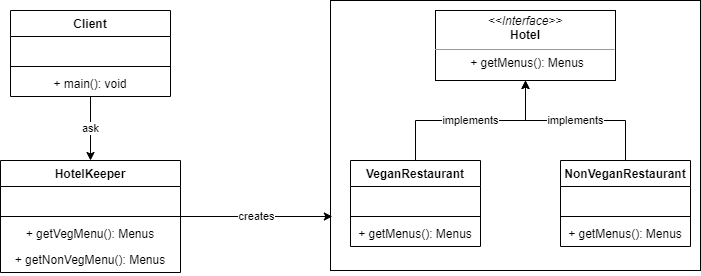 Client
+ main(): void
ask
HotelKeeper
+ getVegMenu(): Menus
+ getNonVegMenu(): Menus
creates
<<Interface>>
Hotel
+ getMenus(): Menus
implements
implements
VeganRestaurant
+ getMenus(): Menus
NonVeganRestaurant
+ getMenus(): Menus